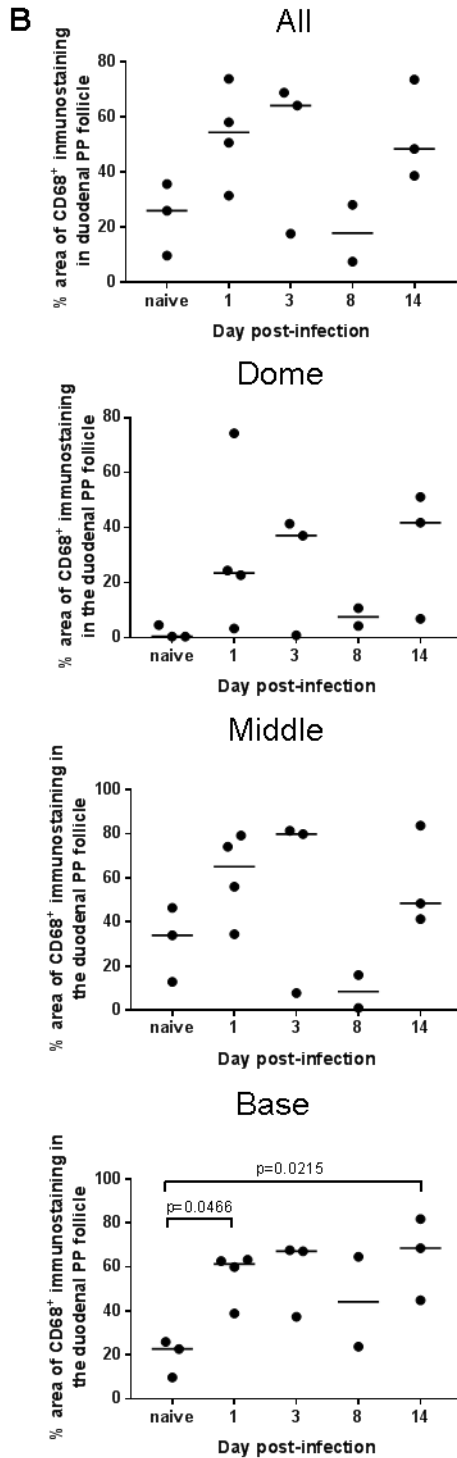 B
All
% area of CD68⁺ inmunostaining
in duodenal PP follicle
80
60
40
20
0
naive 1 3 8 14
Day post-infection
Dome
% area of CD68⁺ immunostaining
in the duodenal PP follicle
80
60
40
20
0
naive 1 3 8 14
Day post-infection
Middle
% area of CD68⁺ immunostaining in
the duodenal PP follicle
100
80
60
40
20
0
naive 1 3 8 14
Day post-infection
Base
% area of CD68⁺ immunostaining in
the duodenal PP follicle
100
80
60
40
20
0
p=0.0215
p=0.0466
naive 1 3 8 14
Day post-infection